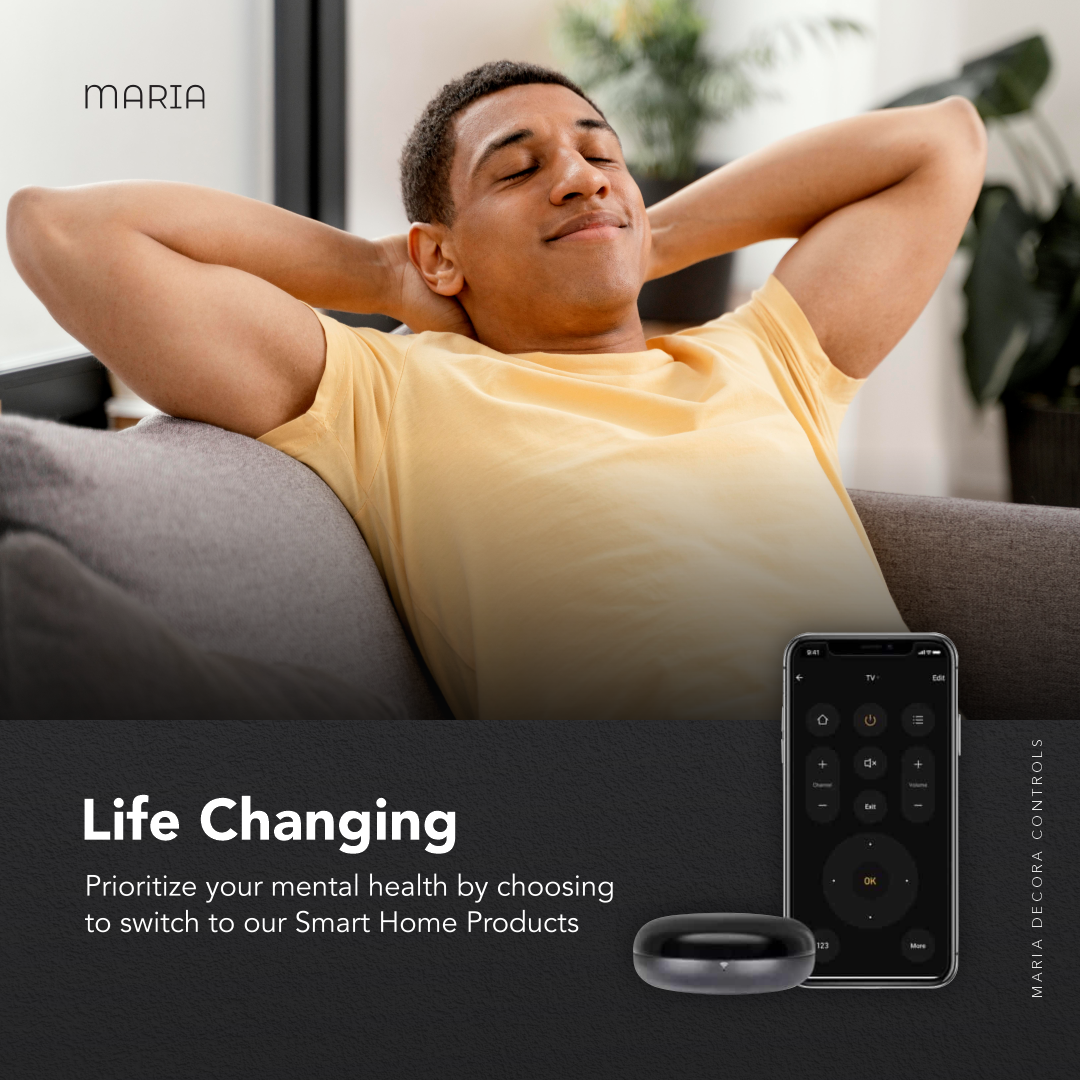 MARIA
9:41
TV
Edit
Channel
Volume
Exit
OK
123
More
Life Changing
Prioritize your mental health by choosing
to switch to our Smart Home Products
MARIA DECORA CONTROLS